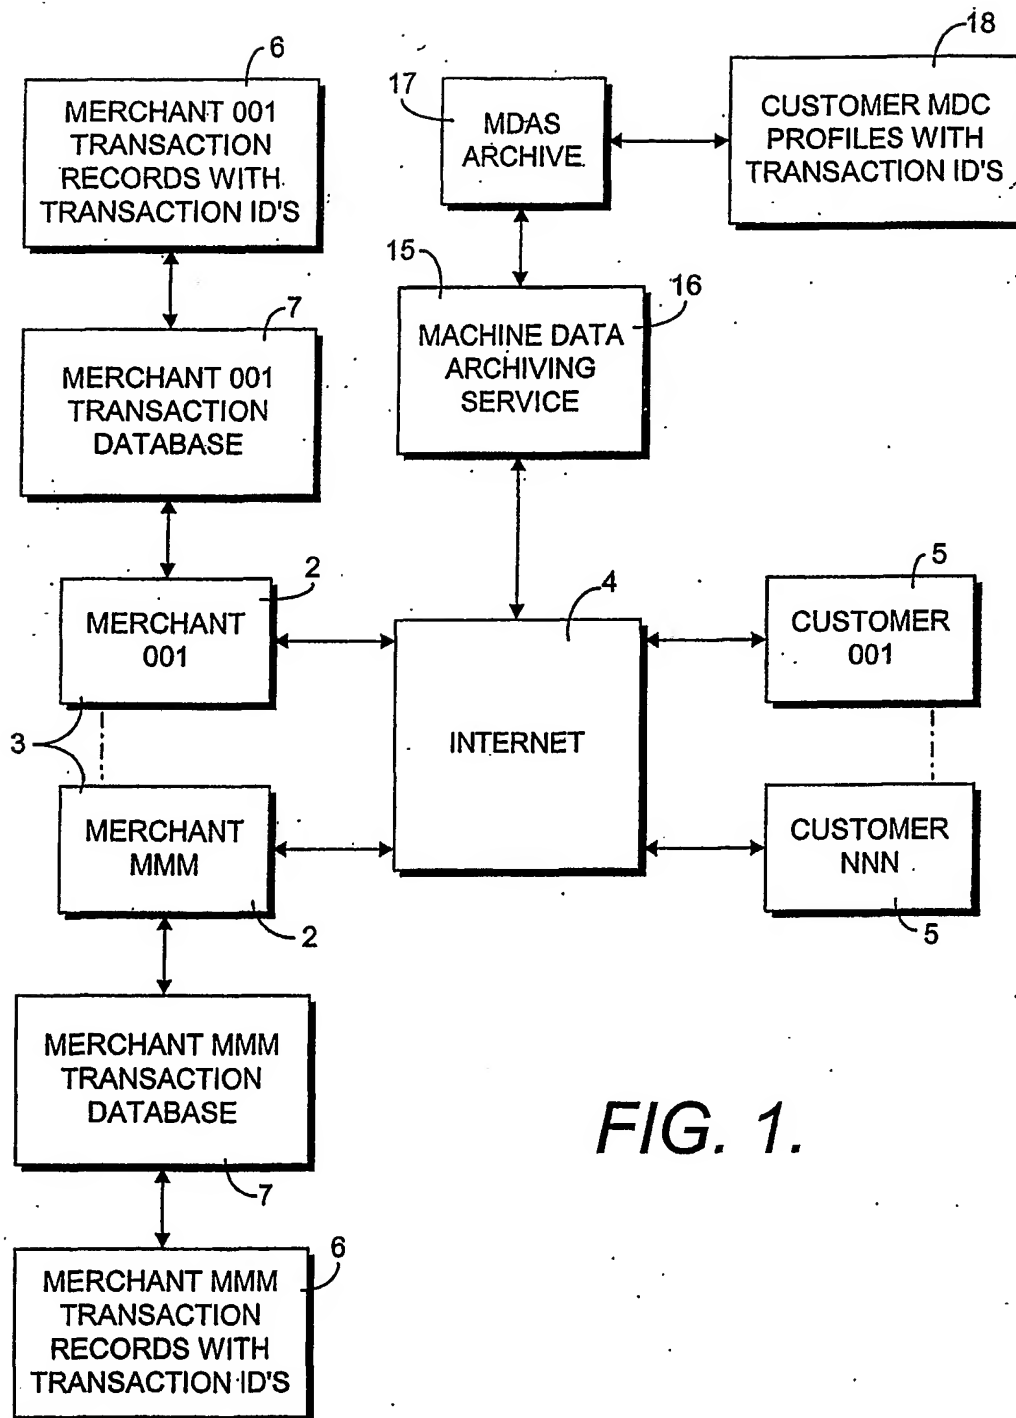 6
MERCHANT 001
TRANSACTION
RECORDS WITH
TRANSACTION ID'S
17
MDAS
ARCHIVE
18
CUSTOMER MDC
PROFILES WITH
TRANSACTION ID'S
7
MERCHANT 001
TRANSACTION
DATABASE
15
16
MACHINE DATA
ARCHIVING
SERVICE
2
MERCHANT
001
4
INTERNET
5
CUSTOMER
001
3
MERCHANT
MMM
2
CUSTOMER
NNN
5
MERCHANT MMM
TRANSACTION
DATABASE
7
6
MERCHANT MMM
TRANSACTION
RECORDS WITH
TRANSACTION ID'S
FIG. 1.